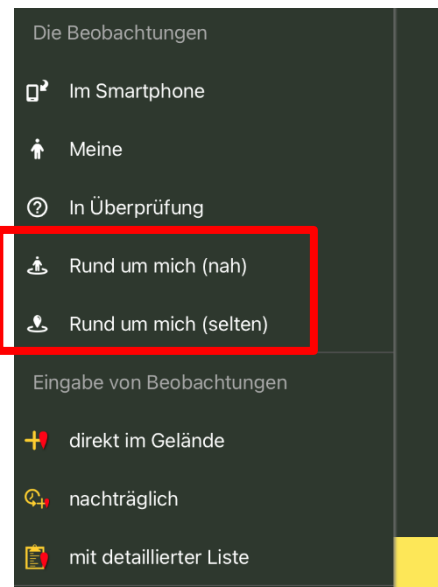 Die Beobachtungen
Im Smartphone
Meine
In Überprüfung
Rund um mich (nah)
Rund um mich (selten)
Eingabe von Beobachtungen
direkt im Gelände
nachträglich
mit detaillierter Liste